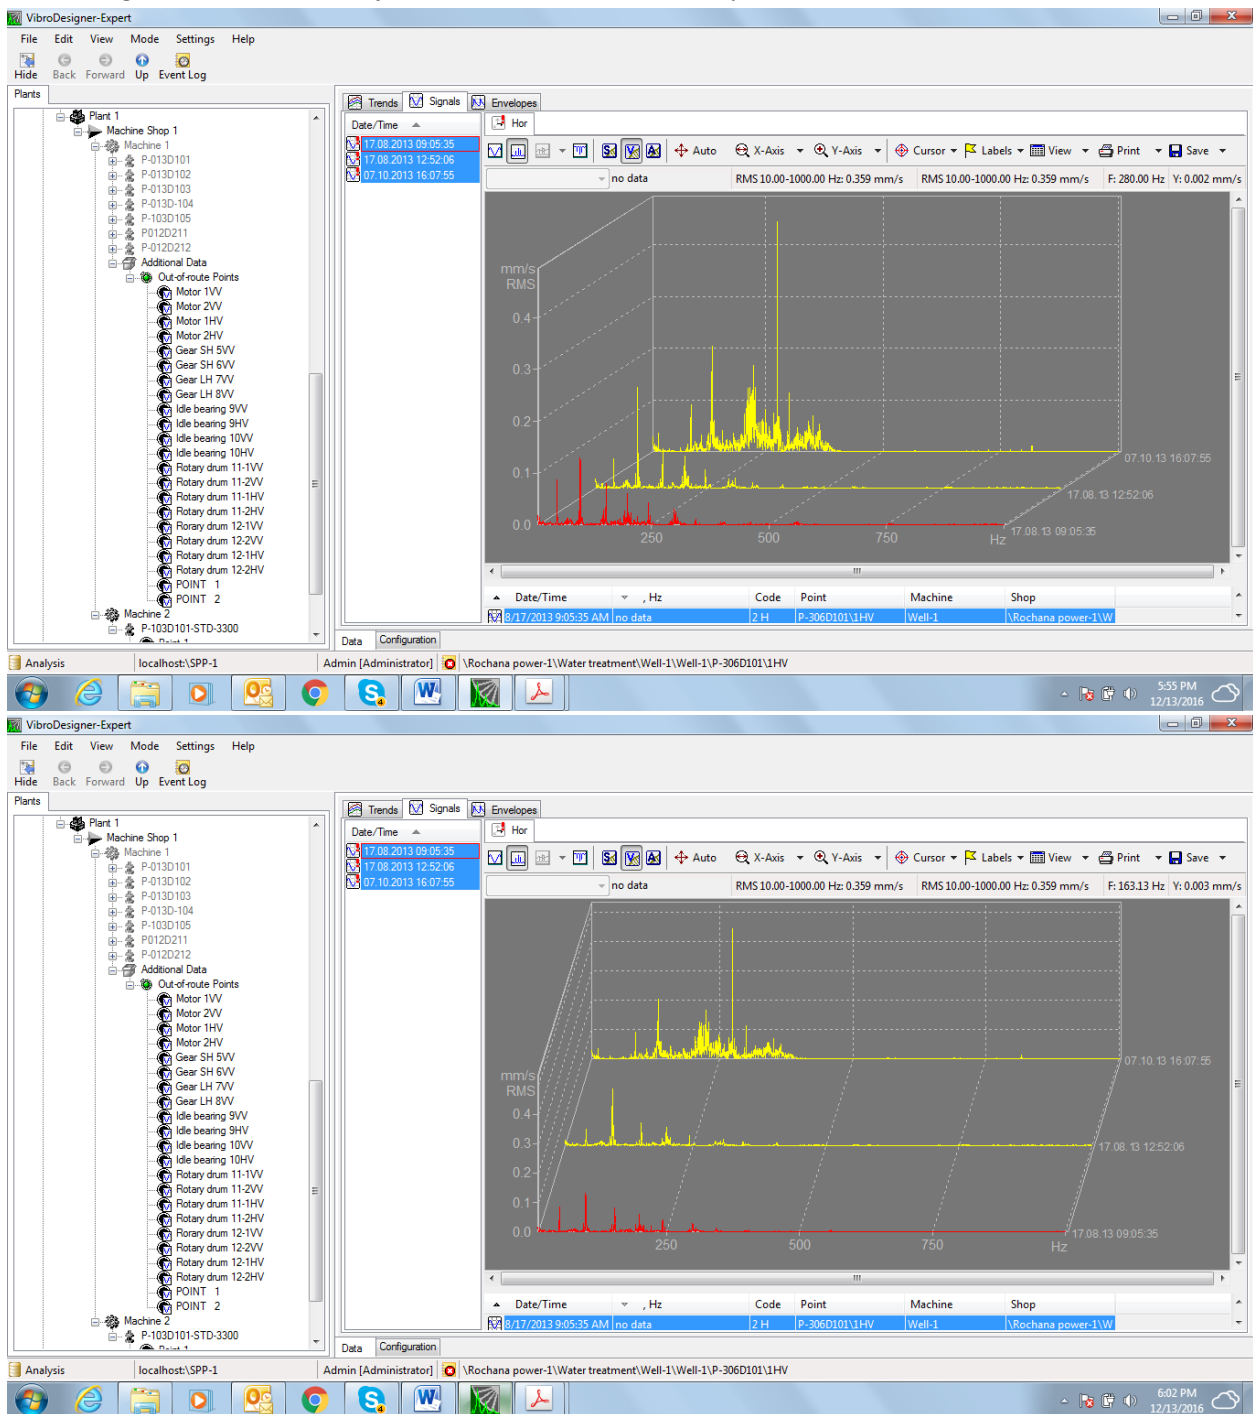 VibroDesigner-Expert
File Edit View Mode Settings Help
Hide Back Forward Up Event Log
Plants
Plant 1
Machine Shop 1
Machine 1
P-013D101
P-013D102
P-013D103
P-013D-104
P-103D105
P012D211
P-012D212
Additional Data
Out-of-route Points
Motor 1VV
Motor 2VV
Motor 1HV
Motor 2HV
Gear SH 5VV
Gear SH 6VV
Gear LH 7VV
Gear LH 8VV
Idle bearing 9VV
Idle bearing 9HV
Idle bearing 10VV
Idle bearing 10HV
Rotary drum 11-1VV
Rotary drum 11-2VV
Rotary drum 11-1HV
Rotary drum 11-2HV
Rorary drum 12-1VV
Rotary drum 12-2VV
Rotary drum 12-1HV
Rotary drum 12-2HV
POINT 1
POINT 2
Machine 2
P-103D101-STD-3300
Trends Signals Envelopes
Date/Time
17.08.2013 09:05:35
17.08.2013 12:52:06
07.10.2013 16:07:55
Hor
Auto X-Axis Y-Axis Cursor Labels View Print Save
no data RMS 10.00-1000.00 Hz: 0.359 mm/s RMS 10.00-1000.00 Hz: 0.359 mm/s F: 280.00 Hz Y: 0.002 mm/s
mm/s
RMS
0.4
0.3
0.2
0.1
0.0
250 500 750 Hz
07.10.13 16:07:55
17.08.13 12:52:06
17.08.13 09:05:35
Date/Time , Hz Code Point Machine Shop
8/17/2013 9:05:35 AM no data 2 H P-306D101\1HV Well-1 \Rochana power-1\W
Data Configuration
Analysis localhost:\SPP-1 Admin [Administrator] \Rochana power-1\Water treatment\Well-1\Well-1\P-306D101\1HV
5:55 PM
12/13/2016
VibroDesigner-Expert
File Edit View Mode Settings Help
Hide Back Forward Up Event Log
Plants
Plant 1
Machine Shop 1
Machine 1
P-013D101
P-013D102
P-013D103
P-013D-104
P-103D105
P012D211
P-012D212
Additional Data
Out-of-route Points
Motor 1VV
Motor 2VV
Motor 1HV
Motor 2HV
Gear SH 5VV
Gear SH 6VV
Gear LH 7VV
Gear LH 8VV
Idle bearing 9VV
Idle bearing 9HV
Idle bearing 10VV
Idle bearing 10HV
Rotary drum 11-1VV
Rotary drum 11-2VV
Rotary drum 11-1HV
Rotary drum 11-2HV
Rorary drum 12-1VV
Rotary drum 12-2VV
Rotary drum 12-1HV
Rotary drum 12-2HV
POINT 1
POINT 2
Machine 2
P-103D101-STD-3300
Trends Signals Envelopes
Date/Time
17.08.2013 09:05:35
17.08.2013 12:52:06
07.10.2013 16:07:55
Hor
Auto X-Axis Y-Axis Cursor Labels View Print Save
no data RMS 10.00-1000.00 Hz: 0.359 mm/s RMS 10.00-1000.00 Hz: 0.359 mm/s F: 163.13 Hz Y: 0.003 mm/s
mm/s
RMS
0.4
0.3
0.2
0.1
0.0
250 500 750 Hz
07.10.13 16:07:55
17.08.13 12:52:06
17.08.13 09:05:35
Date/Time , Hz Code Point Machine Shop
8/17/2013 9:05:35 AM no data 2 H P-306D101\1HV Well-1 \Rochana power-1\W
Data Configuration
Analysis localhost:\SPP-1 Admin [Administrator] \Rochana power-1\Water treatment\Well-1\Well-1\P-306D101\1HV
6:02 PM
12/13/2016